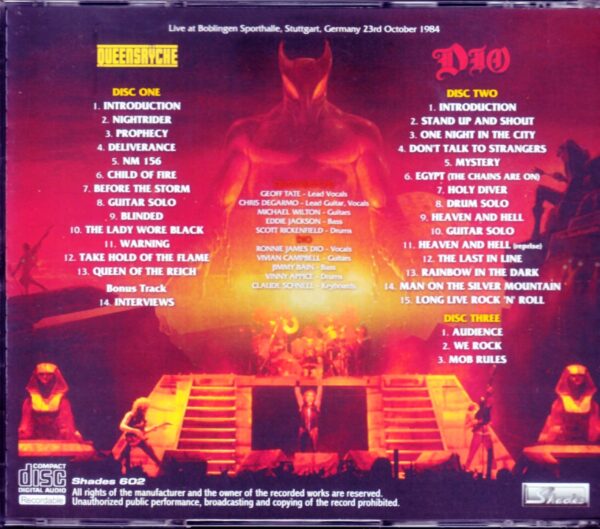 Live at Boblingen Sporthalle, Stuttgart, Germany 23rd October 1984
QUEENSRŸCHE
DISC ONE
1. INTRODUCTION
2. NIGHTRIDER
3. PROPHECY
4. DELIVERANCE
5. NM 156
6. CHILD OF FIRE
7. BEFORE THE STORM
8. GUITAR SOLO
9. BLINDED
10. THE LADY WORE BLACK
11. WARNING
12. TAKE HOLD OF THE FLAME
13. QUEEN OF THE REICH
Bonus Track
14. INTERVIEWS
GEOFF TATE - Lead Vocals
CHRIS DEGARMO - Lead Guitar, Vocals
MICHAEL WILTON - Guitars
EDDIE JACKSON - Bass
SCOTT RICKENFIELD - Drums
DIO
RONNIE JAMES DIO - Vocals
VIVIAN CAMPBELL - Guitars
JIMMY BAIN - Bass
VINNY APPICE - Drums
CLAUDE SCHNELL - Keyboards
DIO
DISC TWO
1. INTRODUCTION
2. STAND UP AND SHOUT
3. ONE NIGHT IN THE CITY
4. DON'T TALK TO STRANGERS
5. MYSTERY
6. EGYPT (THE CHAINS ARE ON)
7. HOLY DIVER
8. DRUM SOLO
9. HEAVEN AND HELL
10. GUITAR SOLO
11. HEAVEN AND HELL (reprise)
12. THE LAST IN LINE
13. RAINBOW IN THE DARK
14. MAN ON THE SILVER MOUNTAIN
15. LONG LIVE ROCK 'N' ROLL
DISC THREE
1. AUDIENCE
2. WE ROCK
3. MOB RULES
COMPACT
disc
DIGITAL AUDIO
Recordable
Shades 602
All rights of the manufacturer and the owner of the recorded works are reserved.
Unauthorized public performance, broadcasting and copying of the record prohibited.
Shades